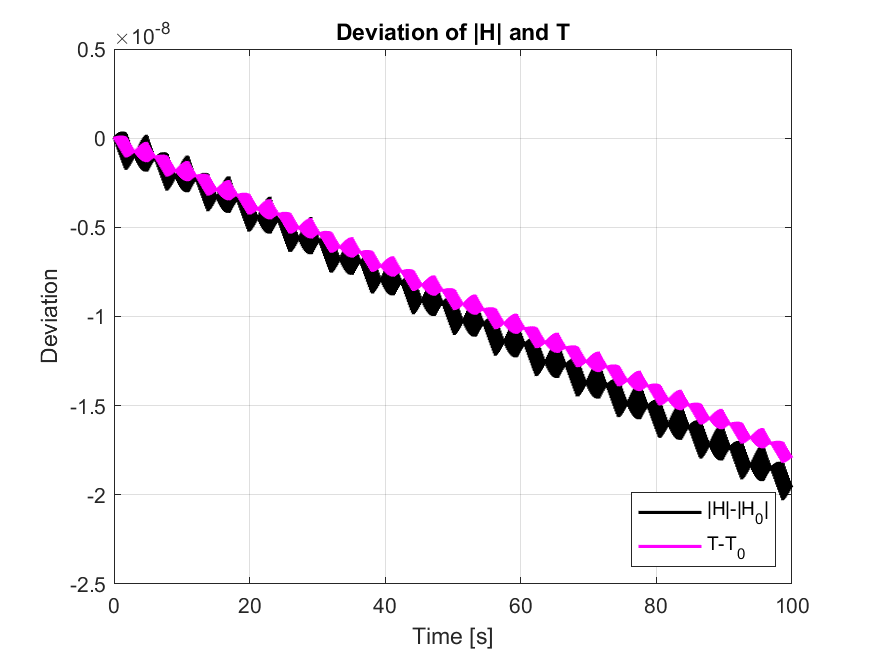 Deviation of |H| and T
×10-8
0.5
0
-0.5
-1
-1.5
-2
-2.5
Deviation
0 20 40 60 80 100
Time [s]
|H|-|H0|
T-T0